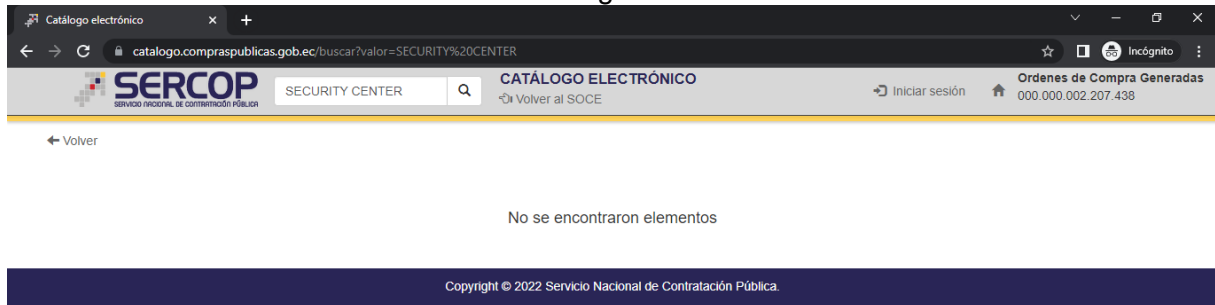 Catálogo electrónico
catalogo.compraspublicas.gob.ec/buscar?valor=SECURITY%20CENTER
Incógnito
SERCOP
SERVICIO NACIONAL DE CONTRATACIÓN PÚBLICA
SECURITY CENTER
CATÁLOGO ELECTRÓNICO
Volver al SOCE
Iniciar sesión
Ordenes de Compra Generadas
000.000.002.207.438
Volver
No se encontraron elementos
Copyright © 2022 Servicio Nacional de Contratación Pública.